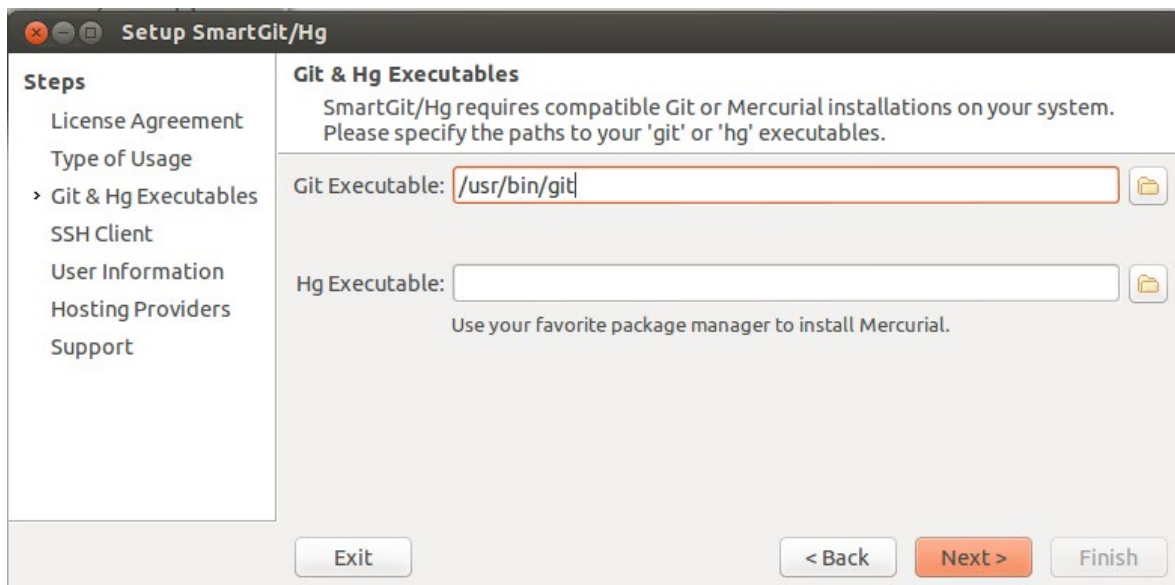 Setup SmartGit/Hg
Steps
License Agreement
Type of Usage
Git & Hg Executables
SSH Client
User Information
Hosting Providers
Support
Git & Hg Executables
SmartGit/Hg requires compatible Git or Mercurial installations on your system.
Please specify the paths to your 'git' or 'hg' executables.
Git Executable: /usr/bin/git
Hg Executable:
Use your favorite package manager to install Mercurial.
Exit
< Back
Next >
Finish